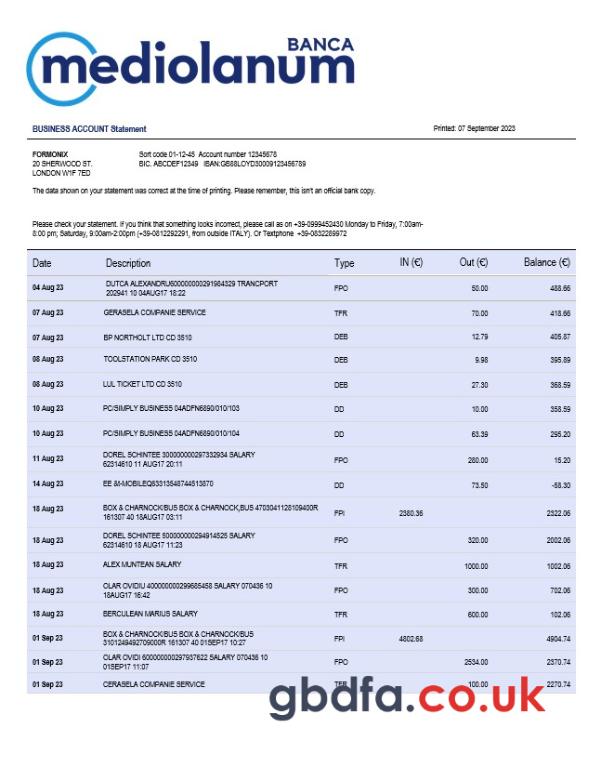 BANCA
mediolanum
BUSINESS ACCOUNT Statement Printed: 07 September 2023
FORMONIX Sort code 01-12-45 Account number 12345678
20 SHERWOOD ST. BIC. ABCDEF12349 IBAN:GB88LOYD30009123456789
LONDON W1F 7ED
The data shown on your statement was correct at the time of printing. Please remember, this isn't an official bank copy.
Please check your statement. If you think that something looks incorrect, please call as on +39-0999452430 Monday to Friday, 7:00am-
8:00 pm; Saturday, 9:00am-2:00pm (+39-0812292291, from outside ITALY). Or Textphone +39-0832289972
Date Description Type IN (€) Out (€) Balance (€)
04 Aug 23 DUTCA ALEXANDRU600000000291984329 TRANCPORT
202941 10 04AUG17 18:22 FPO 50.00 488.66
07 Aug 23 GERASELA COMPANIE SERVICE TFR 70.00 418.66
07 Aug 23 BP NORTHOLT LTD CD 3510 DEB 12.79 405.87
08 Aug 23 TOOLSTATION PARK CD 3510 DEB 9.98 395.89
08 Aug 23 LUL TICKET LTD CD 3510 DEB 27.30 368.59
10 Aug 23 PC/SIMPLY BUSINESS 04ADFN6890/010/103 DD 10.00 358.59
10 Aug 23 PC/SIMPLY BUSINESS 04ADFN6890/010/104 DD 63.39 295.20
11 Aug 23 DOREL SCHINTEE 300000000297332934 SALARY
62314610 11 AUG17 20:11 FPO 280.00 15.20
14 Aug 23 EE &I-MOBILEQ83313548744513870 DD 73.50 -58.30
18 Aug 23 BOX & CHARNOCK/BUS BOX & CHARNOCK,BUS 4703041128109400R
161307 40 18AUG17 03:11 FPI 2380.36 2322.06
18 Aug 23 DOREL SCHINTEE 500000000294914525 SALARY
62314610 18 AUG17 11:23 FPO 320.00 2002.06
18 Aug 23 ALEX MUNTEAN SALARY TFR 1000.00 1002.06
18 Aug 23 OLAR OVIDIU 400000000299685458 SALARY 070436 10
18AUG17 16:42 FPO 300.00 702.06
18 Aug 23 BERCULEAN MARIUS SALARY TFR 600.00 102.06
01 Sep 23 BOX & CHARNOCK/BUS BOX & CHARNOCK/BUS
3101249492709000R 161307 40 01SEP17 10:27 FPI 4802.68 4904.74
01 Sep 23 OLAR OVIDI 600000000297937622 SALARY 070436 10
01SEP17 11:07 FPO 2534.00 2370.74
01 Sep 23 CERASELA COMPANIE SERVICE TFR 100.00 2270.74
gbdfa.co.uk